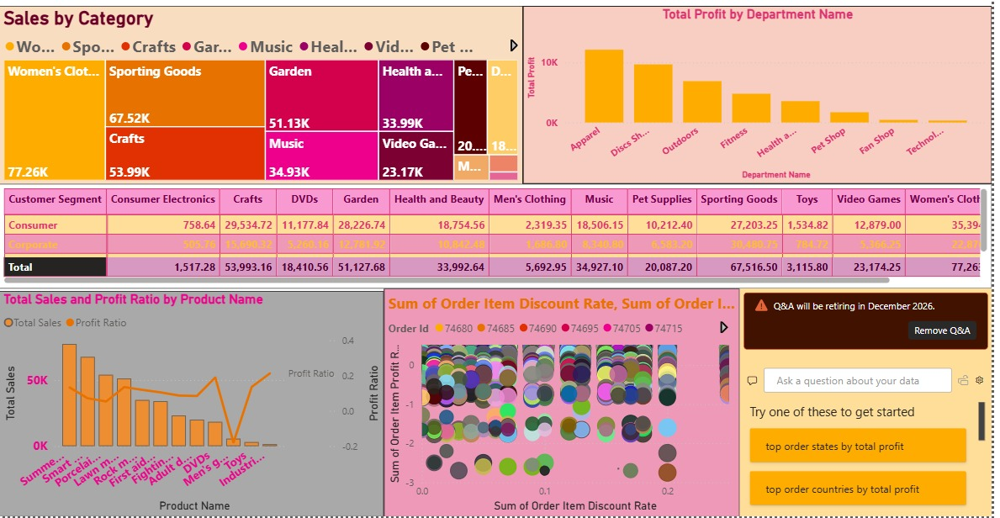 Sales by Category
Wo... Spo... Crafts Gar... Music Heal... Vid... Pet ...
Women's Clot...
77.26K
Sporting Goods
67.52K
Crafts
53.99K
Garden
51.13K
Music
34.93K
Health a...
33.99K
Video Ga...
23.17K
Pe...
20....
D...
18...
M...
Total Profit by Department Name
Total Profit
10K
0K
Apparel
Discs Sh...
Outdoors
Fitness
Health a...
Pet Shop
Fan Shop
Technol...
Department Name
Customer Segment Consumer Electronics Crafts DVDs Garden Health and Beauty Men's Clothing Music Pet Supplies Sporting Goods Toys Video Games Women's Cloth
Consumer 758.64 29,534.72 11,177.84 28,226.74 18,754.56 2,319.35 18,506.15 10,212.40 27,203.25 1,534.82 12,879.00 35,394
Corporate 505.76 15,690.32 5,260.16 12,781.92 10,842.48 1,686.80 8,340.80 6,583.20 30,480.75 784.72 5,366.25 22,87
Total 1,517.28 53,993.16 18,410.56 51,127.68 33,992.64 5,692.95 34,927.10 20,087.20 67,516.50 3,115.80 23,174.25 77,26
Total Sales and Profit Ratio by Product Name
Total Sales Profit Ratio
Total Sales
50K
0K
0.4
0.2
0.0
-0.2
Profit Ratio
Profit Ratio
Summe...
Smart ...
Porcelai...
Lawn m...
Rock m...
First aid...
Fightin...
Adult d...
DVDs
Men's g...
Toys
Industri...
Product Name
Sum of Order Item Discount Rate, Sum of Order I...
Order Id 74680 74685 74690 74695 74705 74715
Sum of Order Item Profit R...
0
-1
-2
-3
0.0
0.1
0.2
Sum of Order Item Discount Rate
Q&A will be retiring in December 2026.
Remove Q&A
Ask a question about your data
Try one of these to get started
top order states by total profit
top order countries by total profit